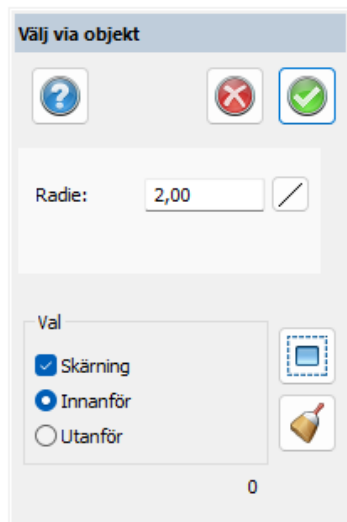 Välj via objekt
?
Radie: 2,00
Val
Skärning
Innanför
Utanför
0